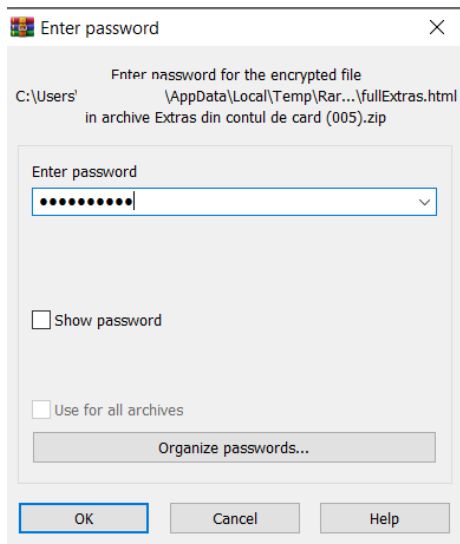 Enter password
Enter password for the encrypted file
C:\Users' \AppData\Local\Temp\Rar...\fullExtras.html
in archive Extras din contul de card (005).zip
Enter password
••••••••••
Show password
Use for all archives
Organize passwords...
OK Cancel Help